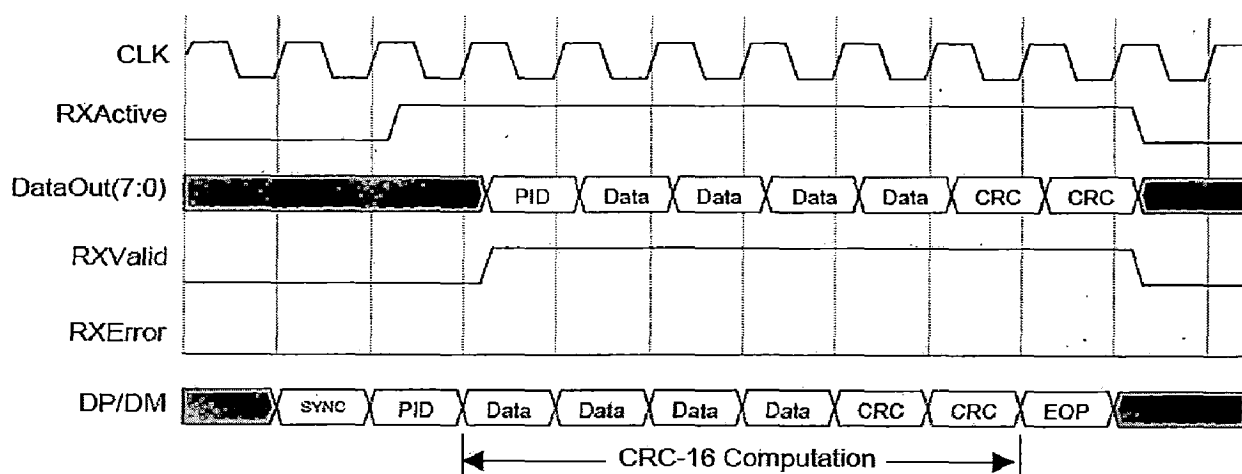 CLK
RXActive
DataOut(7:0) PID Data Data Data Data CRC CRC
RXValid
RXError
DP/DM SYNC PID Data Data Data Data CRC CRC EOP
CRC-16 Computation